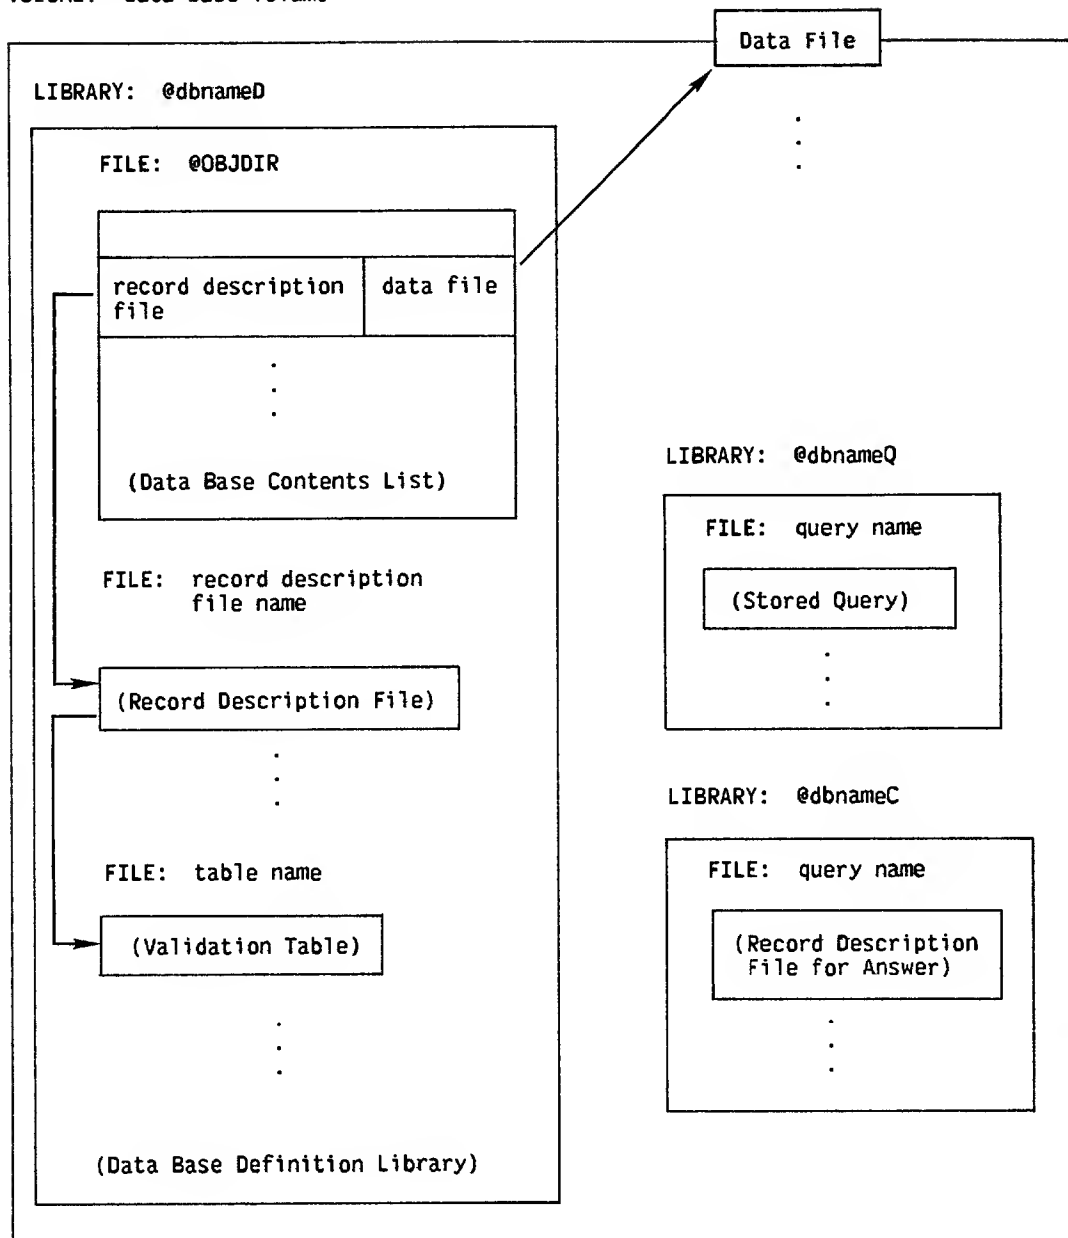 Data File
LIBRARY: @dbnameD
FILE: @OBJDIR
record description
file
data file
(Data Base Contents List)
FILE: record description
file name
(Record Description File)
FILE: table name
(Validation Table)
(Data Base Definition Library)
LIBRARY: @dbnameQ
FILE: query name
(Stored Query)
LIBRARY: @dbnameC
FILE: query name
(Record Description
File for Answer)